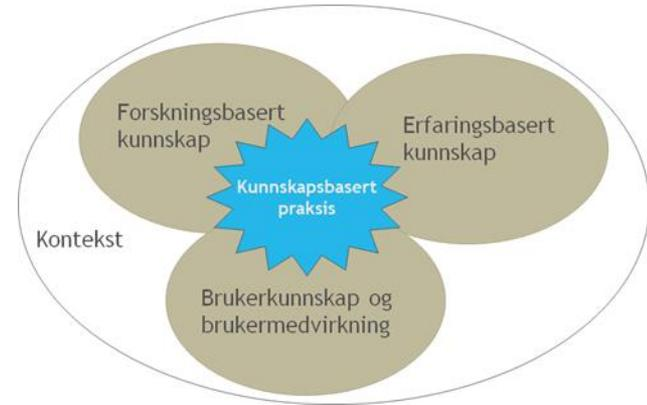 Forskningsbasert
kunnskap
Erfaringsbasert
kunnskap
Kunnskapsbasert
praksis
Kontekst
Brukerkunnskap og
brukermedvirkning